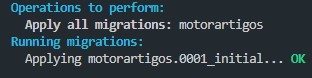 Operations to perform:
  Apply all migrations: motorartigos
Running migrations:
  Applying motorartigos.0001_initial... OK